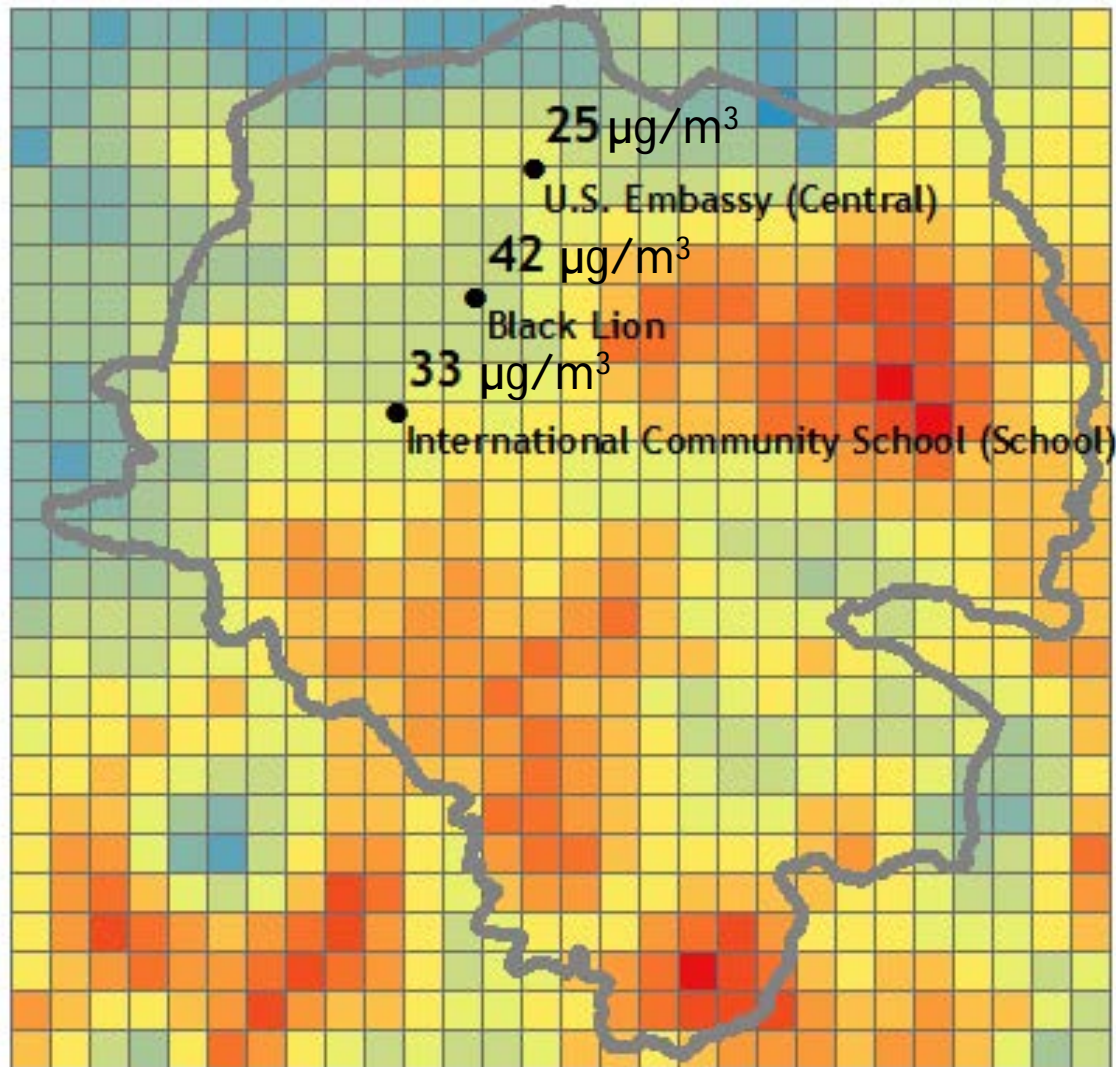 25 µg/m³
U.S. Embassy (Central)
42 µg/m³
Black Lion
33 µg/m³
International Community School (School)